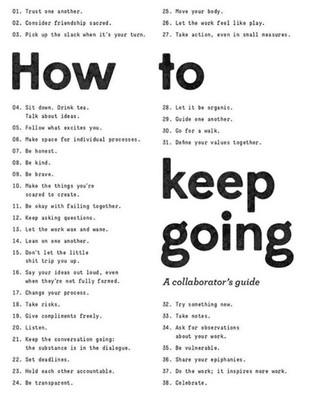 01. Trust one another.
02. Consider friendship sacred.
03. Pick up the slack when it's your turn.
How to
04. Sit down. Drink tea.
Talk about ideas.
05. Follow what excites you.
06. Make space for individual processes.
07. Be honest.
08. Be kind.
09. Be brave.
10. Make the things you're
scared to create.
11. Be okay with failing together.
12. Keep asking questions.
13. Let the work wax and wane.
14. Lean on one another.
15. Don't let the little
shit trip you up.
16. Say your ideas out loud, even
when they're not fully formed.
17. Change your process.
18. Take risks.
19. Give compliments freely.
20. Listen.
21. Keep the conversation going:
the substance is in the dialogue.
22. Set deadlines.
23. Hold each other accountable.
24. Be transparent.
25. Move your body.
26. Let the work feel like play.
27. Take action, even in small measures.
28. Let it be organic.
29. Guide one another.
30. Go for a walk.
31. Define your values together.
keep
going
A collaborator's guide
32. Try something new.
33. Take notes.
34. Ask for observations
about your work.
35. Be vulnerable.
36. Share your epiphanies.
37. Do the work; it inspires more work.
38. Celebrate.